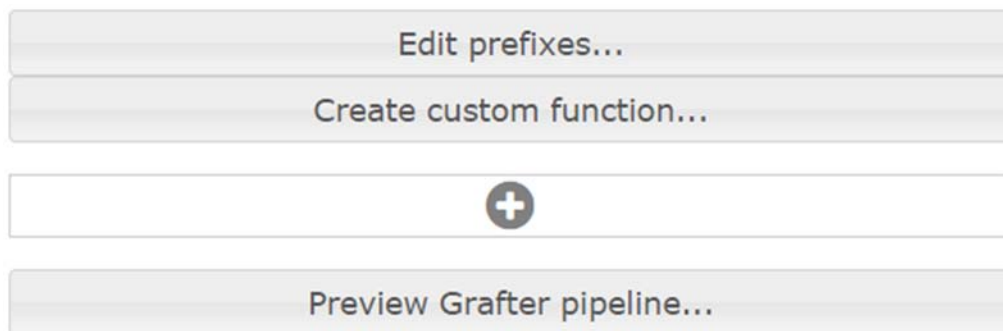 Edit prefixes...
Create custom function...
Preview Grafter pipeline...